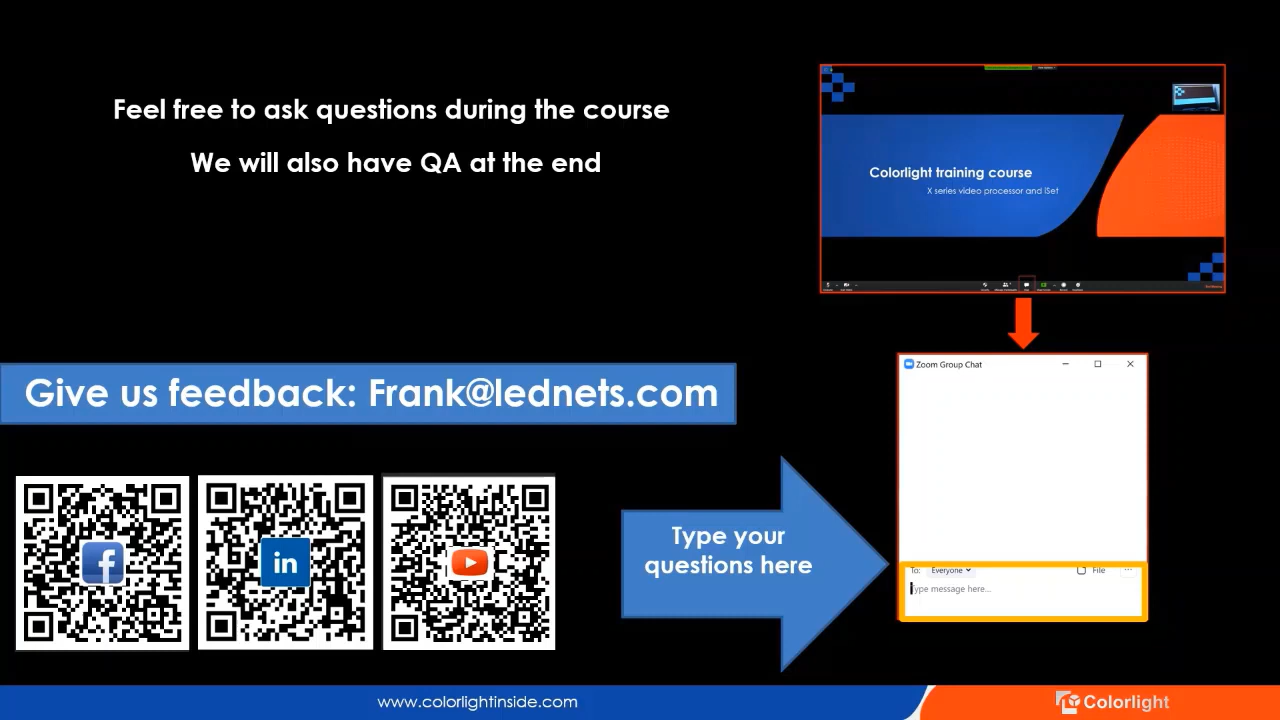 Feel free to ask questions during the course
We will also have QA at the end
Colorlight training course
X series video processor and iSet
Give us feedback: Frank@lednets.com
Zoom Group Chat
Type your
questions here
To: Everyone File ...
Type message here...
www.colorlightinside.com
Colorlight